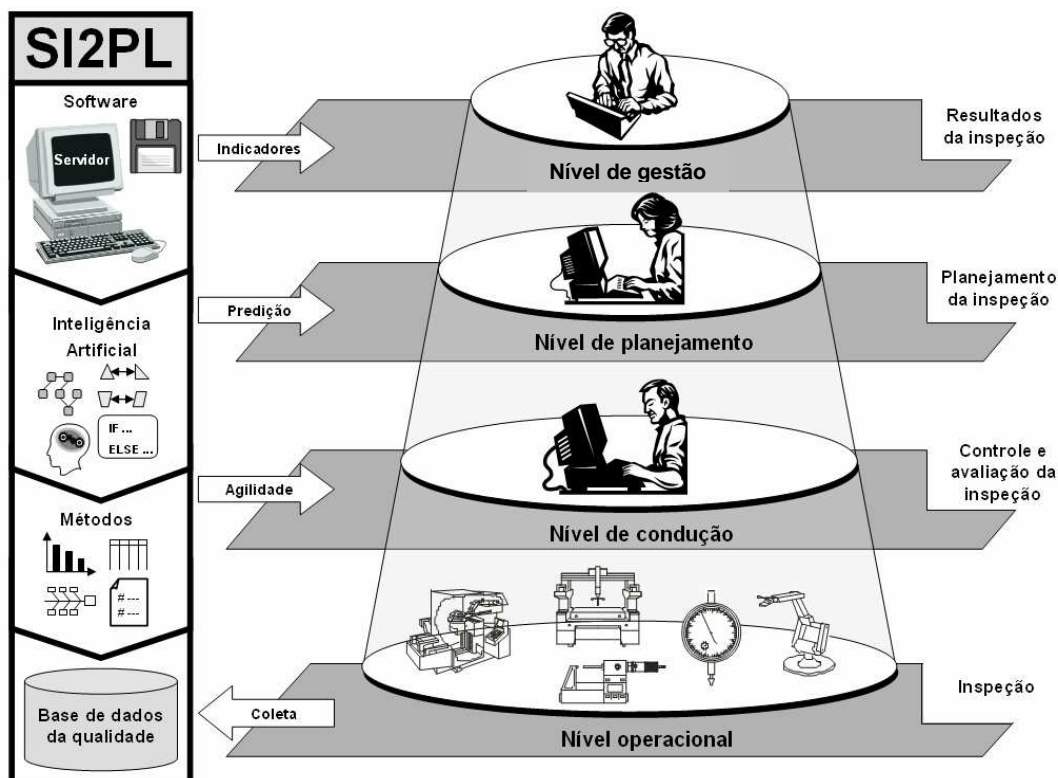 SI2PL
Software
Servidor
Inteligência
Artificial
IF ...
ELSE ...
Métodos
# ---
# ---
Base de dados
da qualidade
Indicadores
Nível de gestão
Resultados
da inspeção
Predição
Nível de planejamento
Planejamento
da inspeção
Agilidade
Nível de condução
Controle e
avaliação da
inspeção
Coleta
Nível operacional
Inspeção